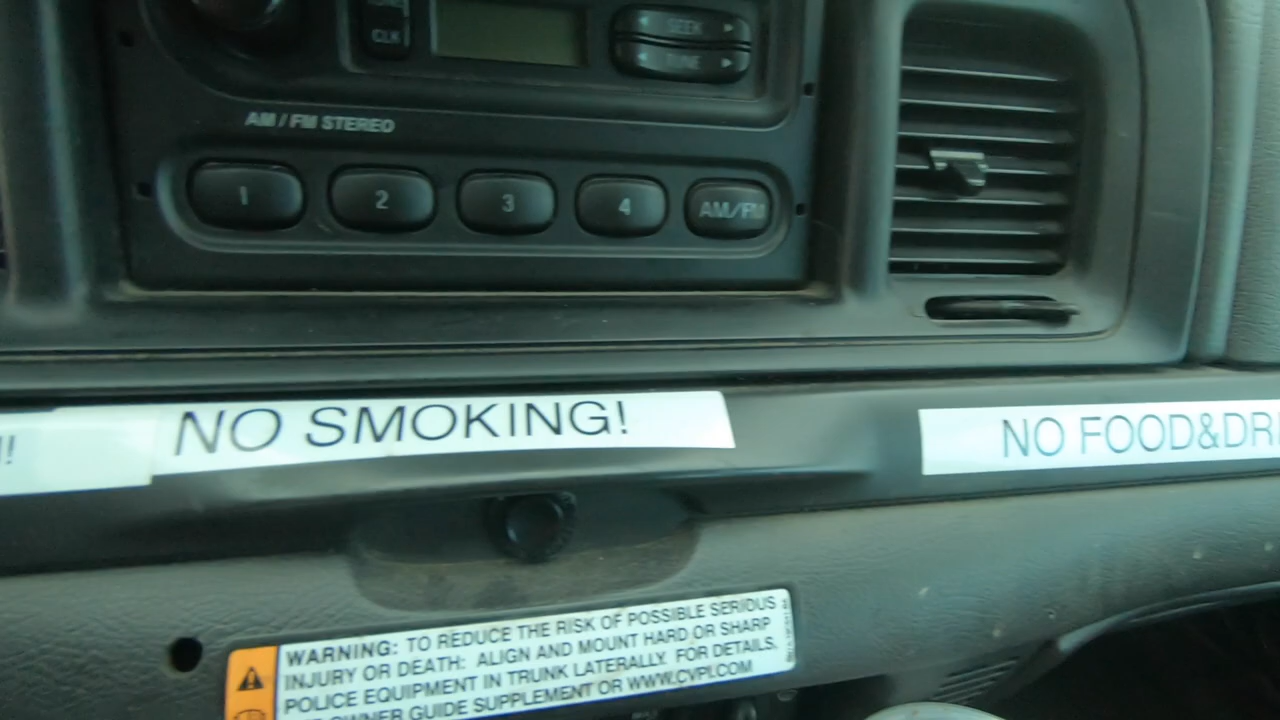 CLK
SEEK
TUNE
AM / FM STEREO
1 2 3 4 AM/FM
NO SMOKING!
NO FOOD&DRI
WARNING: TO REDUCE THE RISK OF POSSIBLE SERIOUS
INJURY OR DEATH: ALIGN AND MOUNT HARD OR SHARP
POLICE EQUIPMENT IN TRUNK LATERALLY. FOR DETAILS,
OWNER GUIDE SUPPLEMENT OR WWW.CVPI.COM